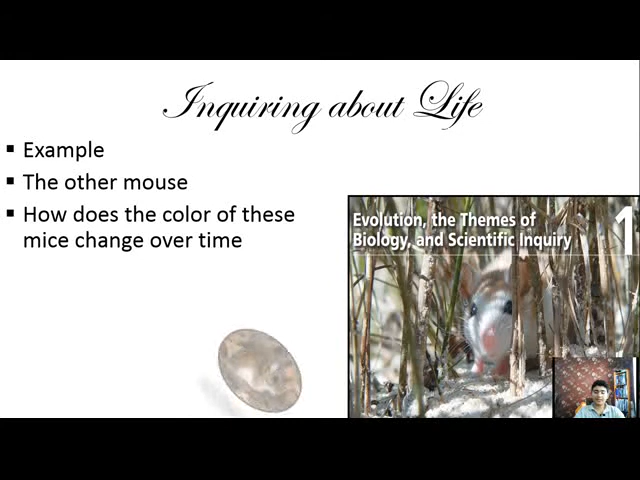 Inquiring about Life
▪ Example
▪ The other mouse
▪ How does the color of these
mice change over time
Evolution, the Themes of
Biology, and Scientific Inquiry
1